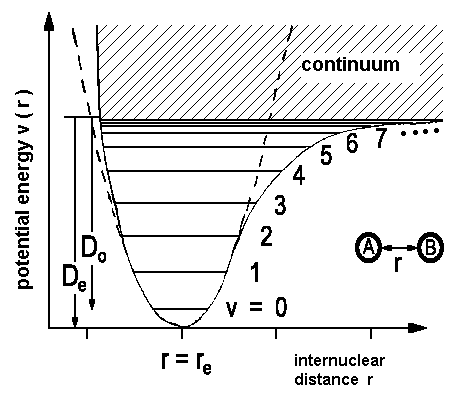 potential energy v ( r )
continuum
7
6
5
4
3
2
1
v = 0
D₀
Dₑ
A B
r
r = rₑ
internuclear
distance r